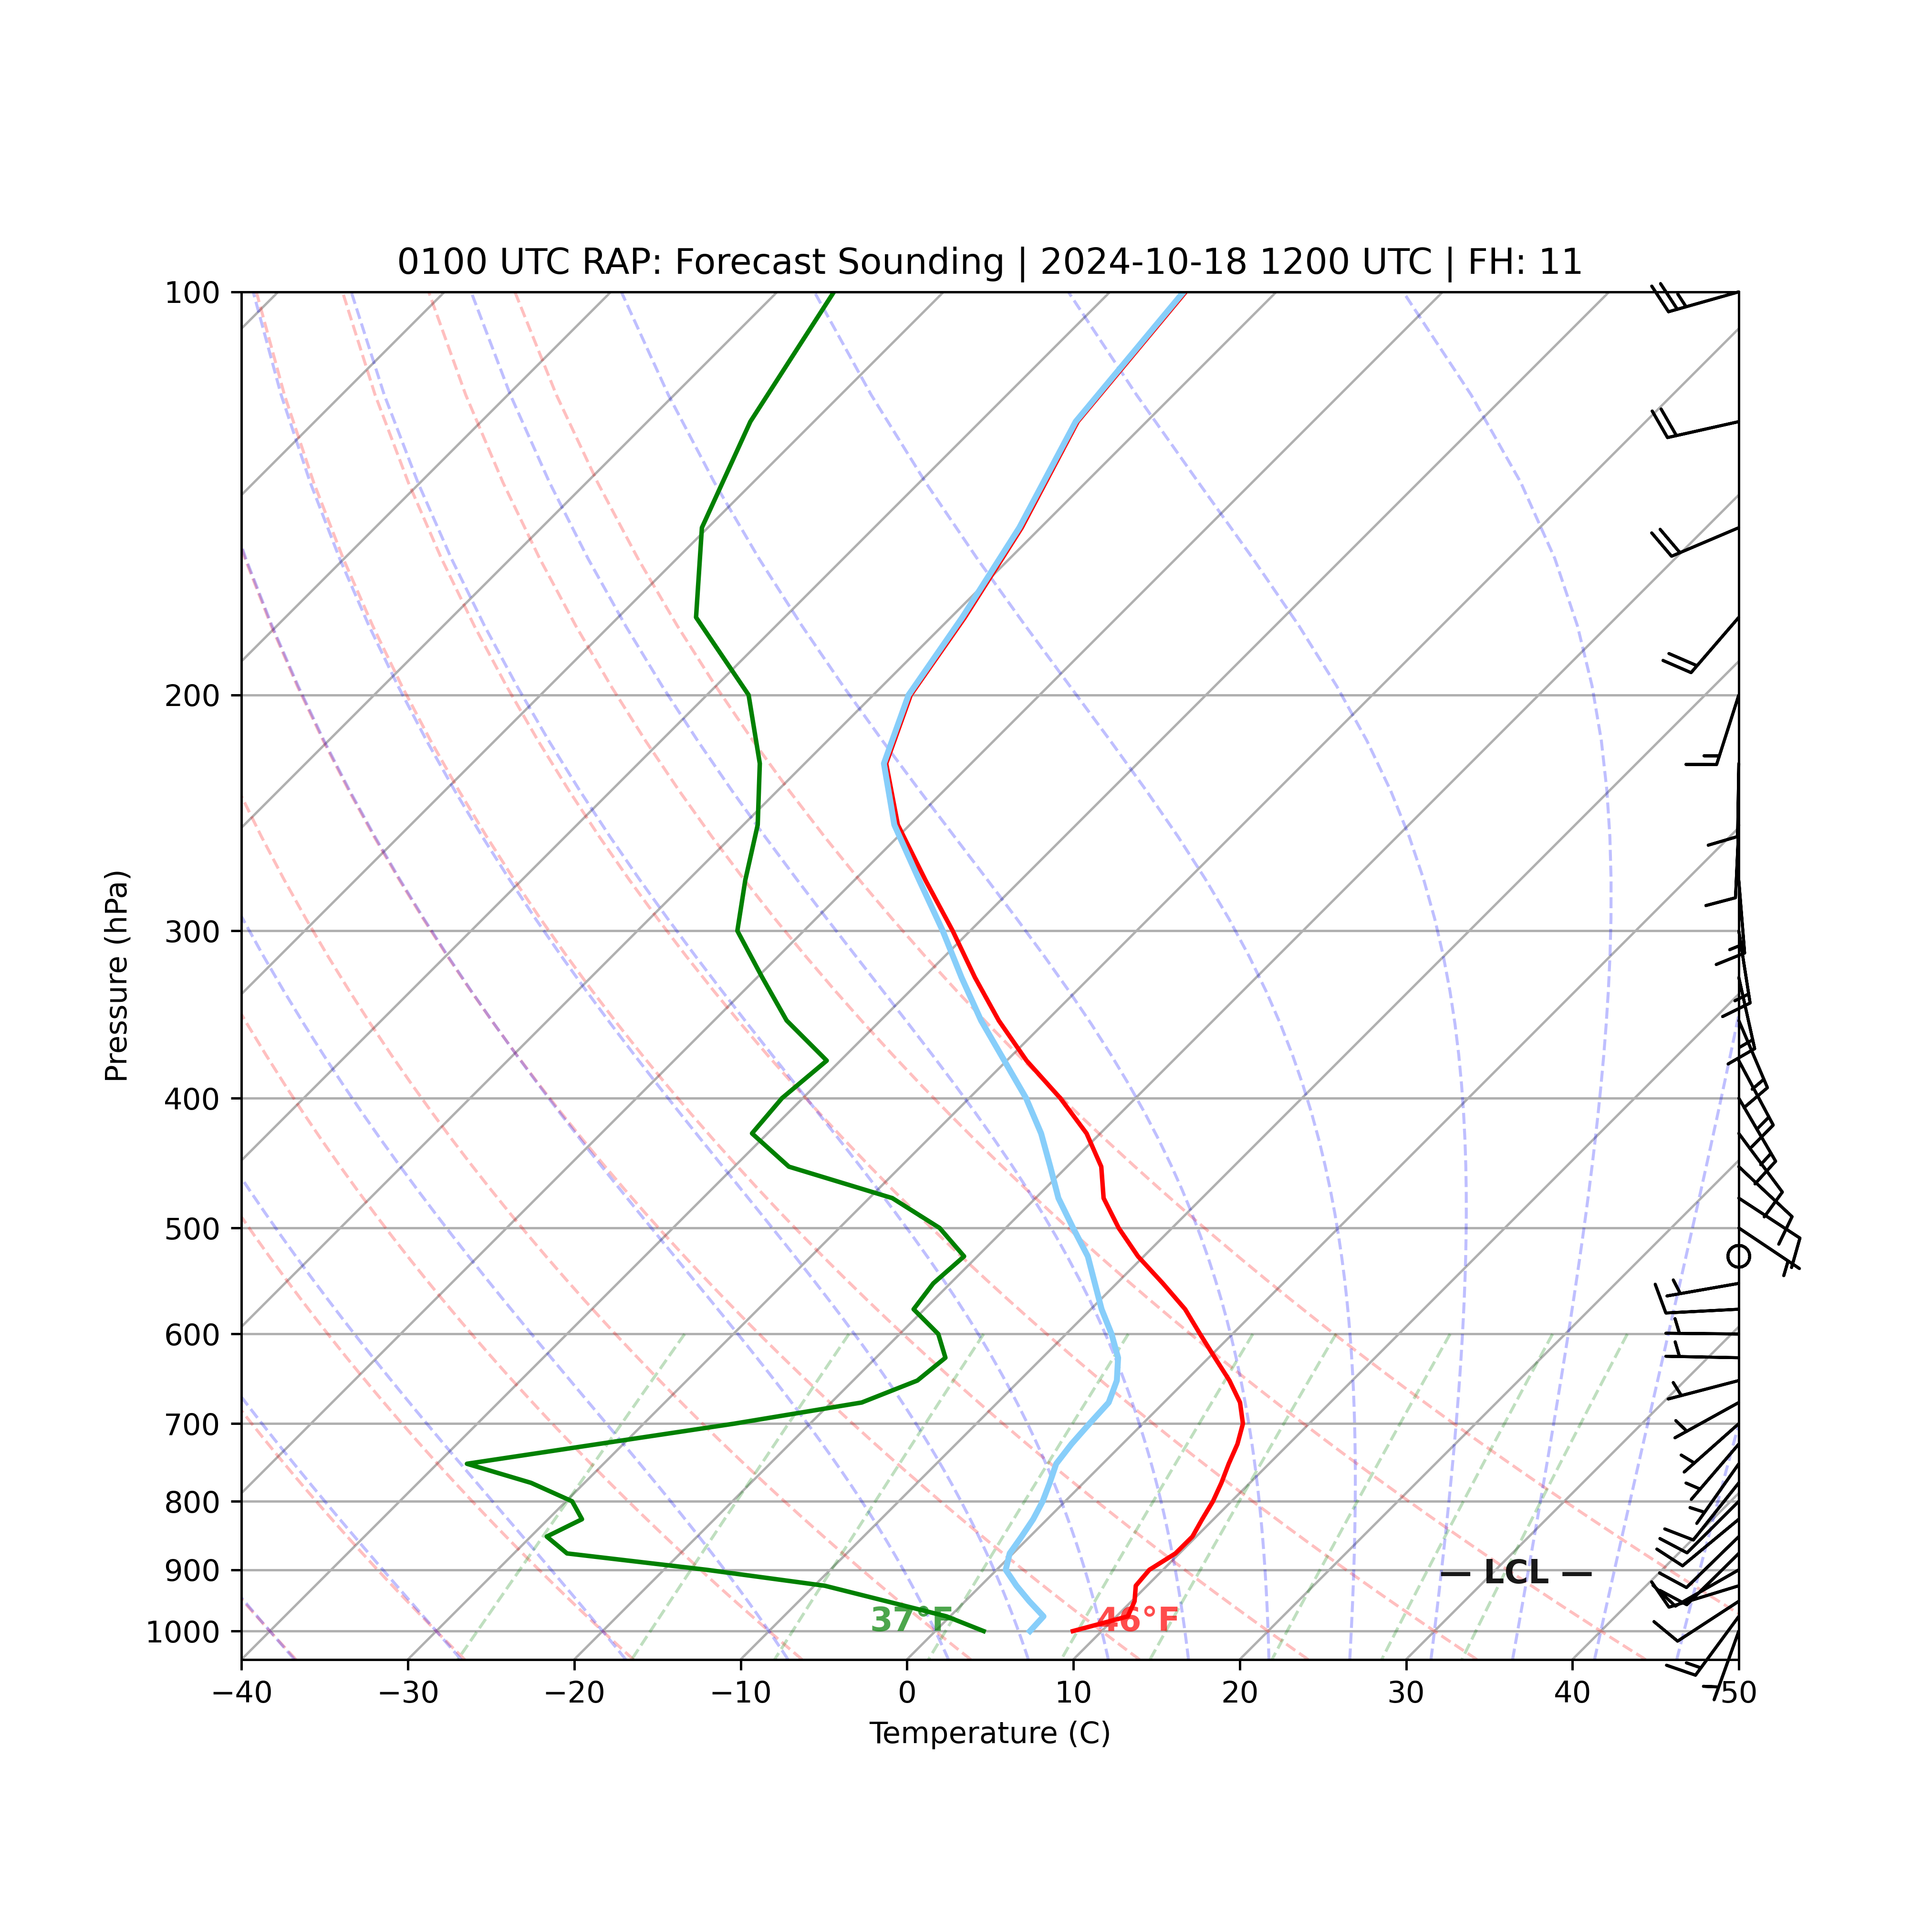 0100 UTC RAP: Forecast Sounding | 2024-10-18 1200 UTC | FH: 11
100
200
300
400
500
600
700
800
900
1000
Pressure (hPa)
— LCL —
37°F
46°F
−40 −30 −20 −10 0 10 20 30 40 50
Temperature (C)